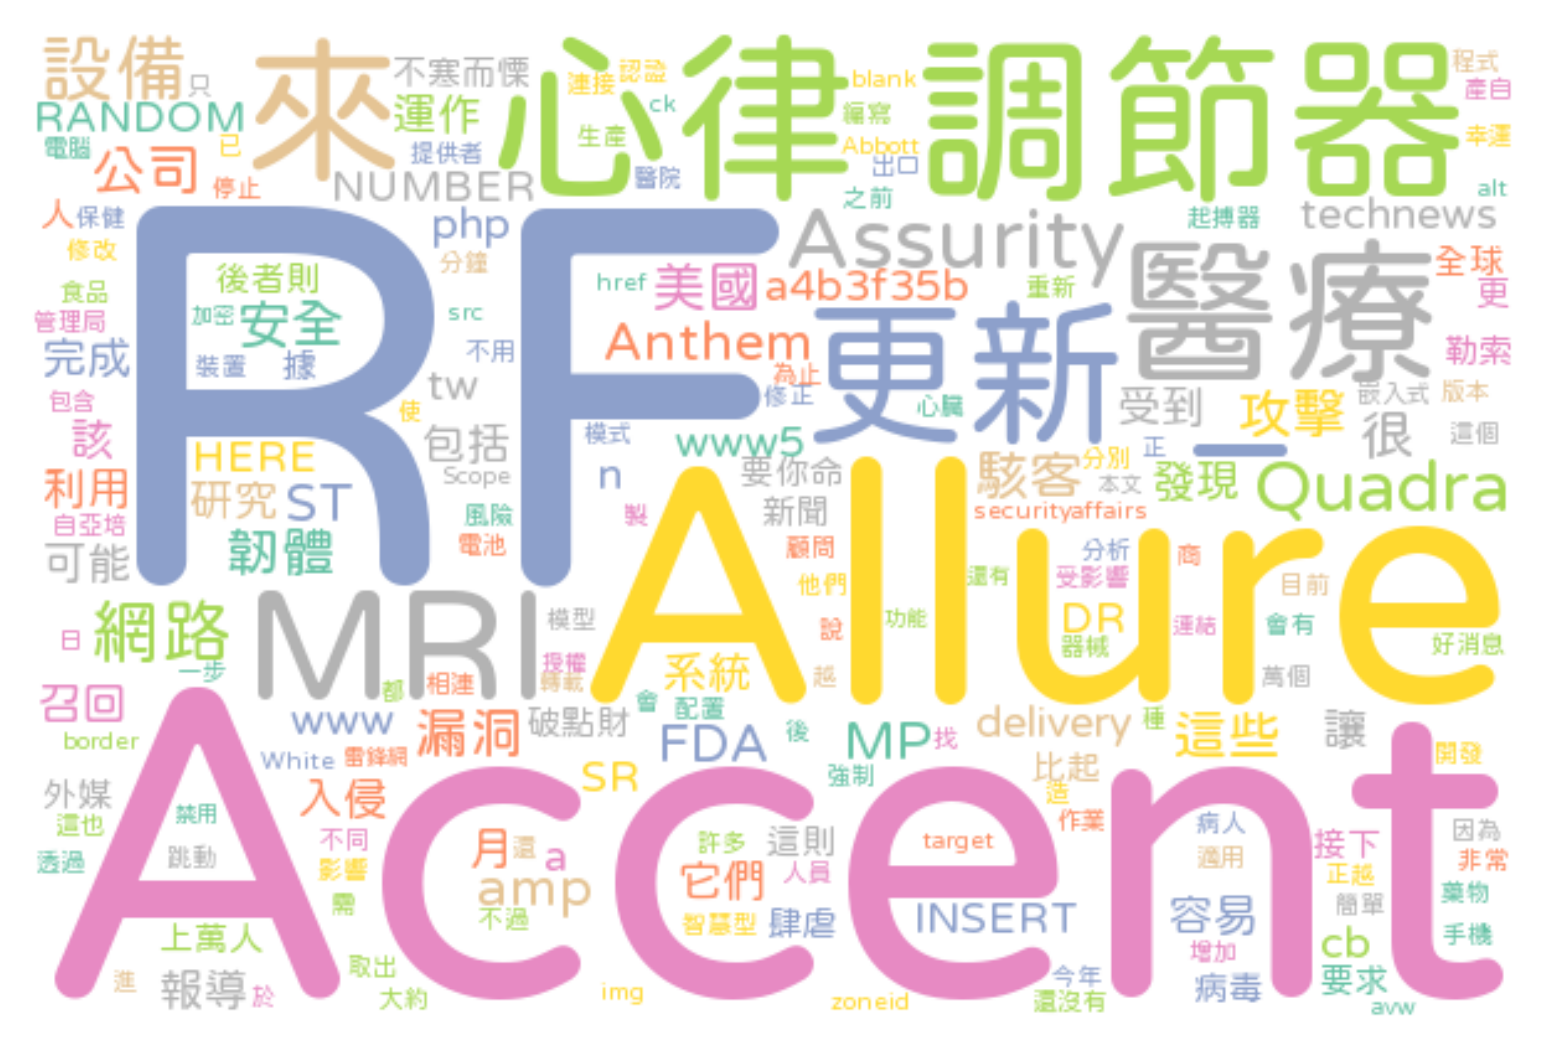 設備
只
來
不寒而慄
心律調節器
連接
認證
blank
程式
RANDOM
運作
ck
編寫
產自
電腦
已
提供者
生產
Abbott
幸運
公司
停止
NUMBER
醫院
出口
之前
alt
人
保健
php
Assurity
起搏器
technews
修改
分鐘
RF
後者則
href
美國
a4b3f35b
重新
醫療
全球
更
食品
加密
安全
src
管理局
Anthem
更新
完成
裝置
據
不用
為止
勒索
tw
修正
心臟
受到
攻擊
嵌入式
版本
包含
使
該
包括
模式
www5
正
_
很
這個
HERE
Scope
n
要你命
駭客
分別
本文
發現
Quadra
利用
研究
ST
新聞
securityaffairs
自亞培
風險
製
Allure
可能
韌體
電池
顧問
分析
商
他們
還有
受影響
目前
網路
日
MRI
模型
說
功能
DR
器械
連結
會有
好消息
一步
都
相連
授權
轉載
系統
越
萬個
召回
www
漏洞
破點財
會
配置
FDA
後
MP
找
delivery
種
這些
讓
border
White
雷鋒網
SR
強制
比起
開發
Accent
外媒
入侵
造
作業
這也
禁用
不同
月
還
a
許多
這則
target
病人
接下
因為
透過
跳動
影響
amp
它們
人員
適用
正越
非常
需
不過
智慧型
肆虐
INSERT
容易
簡單
藥物
上萬人
增加
cb
手機
進
報導
於
取出
大約
img
zoneid
今年
還沒有
病毒
要求
avw